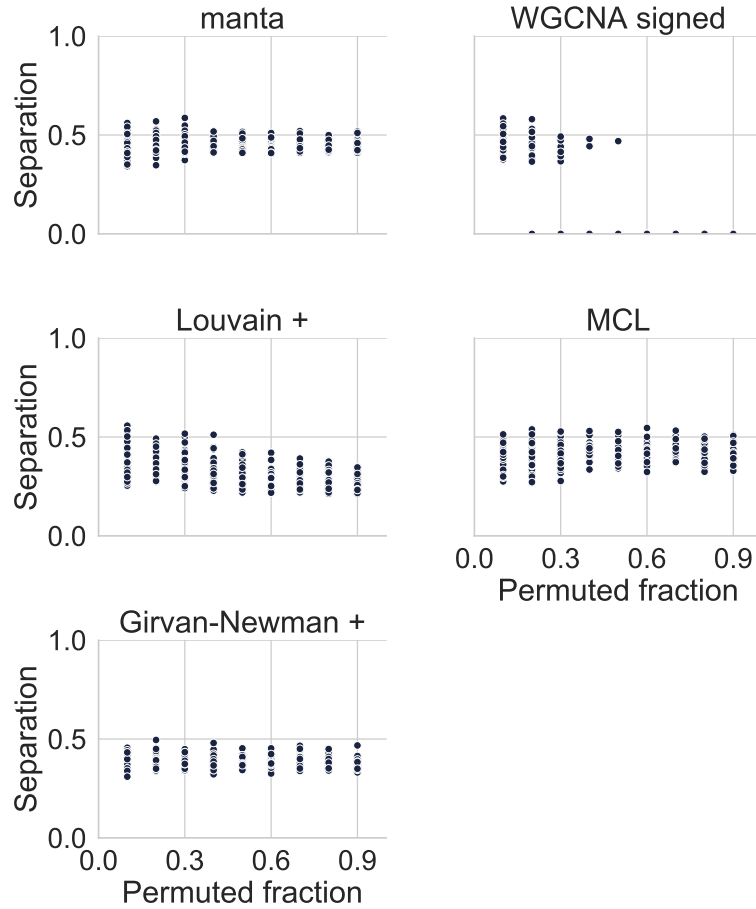 manta
WGCNA signed
1.0
0.5
0.0
Separation
Louvain +
MCL
1.0
0.5
0.0
Separation
0.0 0.3 0.6 0.9
Permuted fraction
Girvan-Newman +
1.0
0.5
0.0
Separation
0.0 0.3 0.6 0.9
Permuted fraction